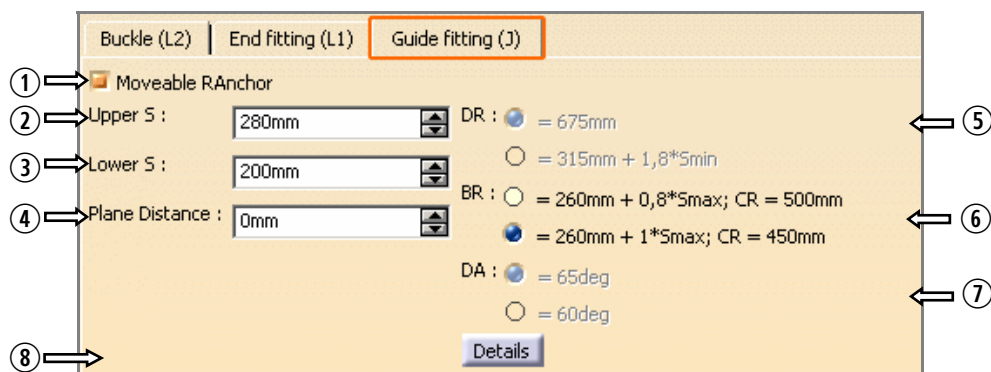 Buckle (L2) End fitting (L1) Guide fitting (J)
① Moveable RAnchor
② Upper S : 280mm DR : = 675mm ⑤
= 315mm + 1,8*Smin
③ Lower S : 200mm
BR : = 260mm + 0,8*Smax; CR = 500mm
④ Plane Distance : 0mm ⑥
= 260mm + 1*Smax; CR = 450mm
DA : = 65deg ⑦
= 60deg
⑧ Details